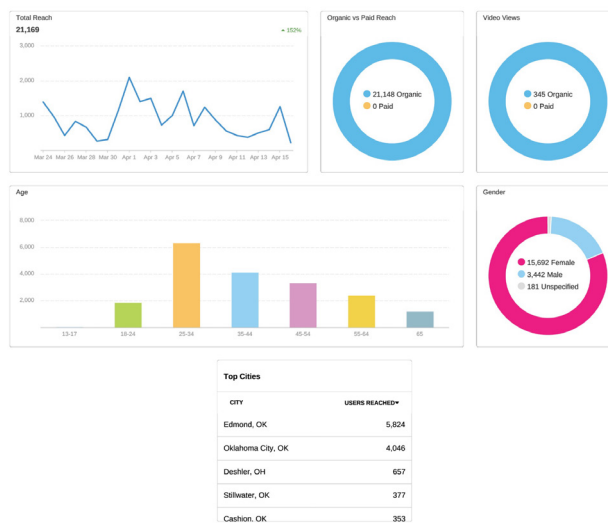 Total Reach
21,169
152%
3,000
2,000
1,000
Mar 24 Mar 26 Mar 28 Mar 30 Apr 1 Apr 3 Apr 5 Apr 7 Apr 9 Apr 11 Apr 13 Apr 15
Organic vs Paid Reach
21,148 Organic
0 Paid
Video Views
345 Organic
0 Paid
Age
8,000
6,000
4,000
2,000
13-17 18-24 25-34 35-44 45-54 55-64 65
Gender
15,692 Female
3,442 Male
181 Unspecified
Top Cities
CITY USERS REACHED
Edmond, OK 5,824
Oklahoma City, OK 4,046
Deshler, OH 657
Stillwater, OK 377
Cashion, OK 353